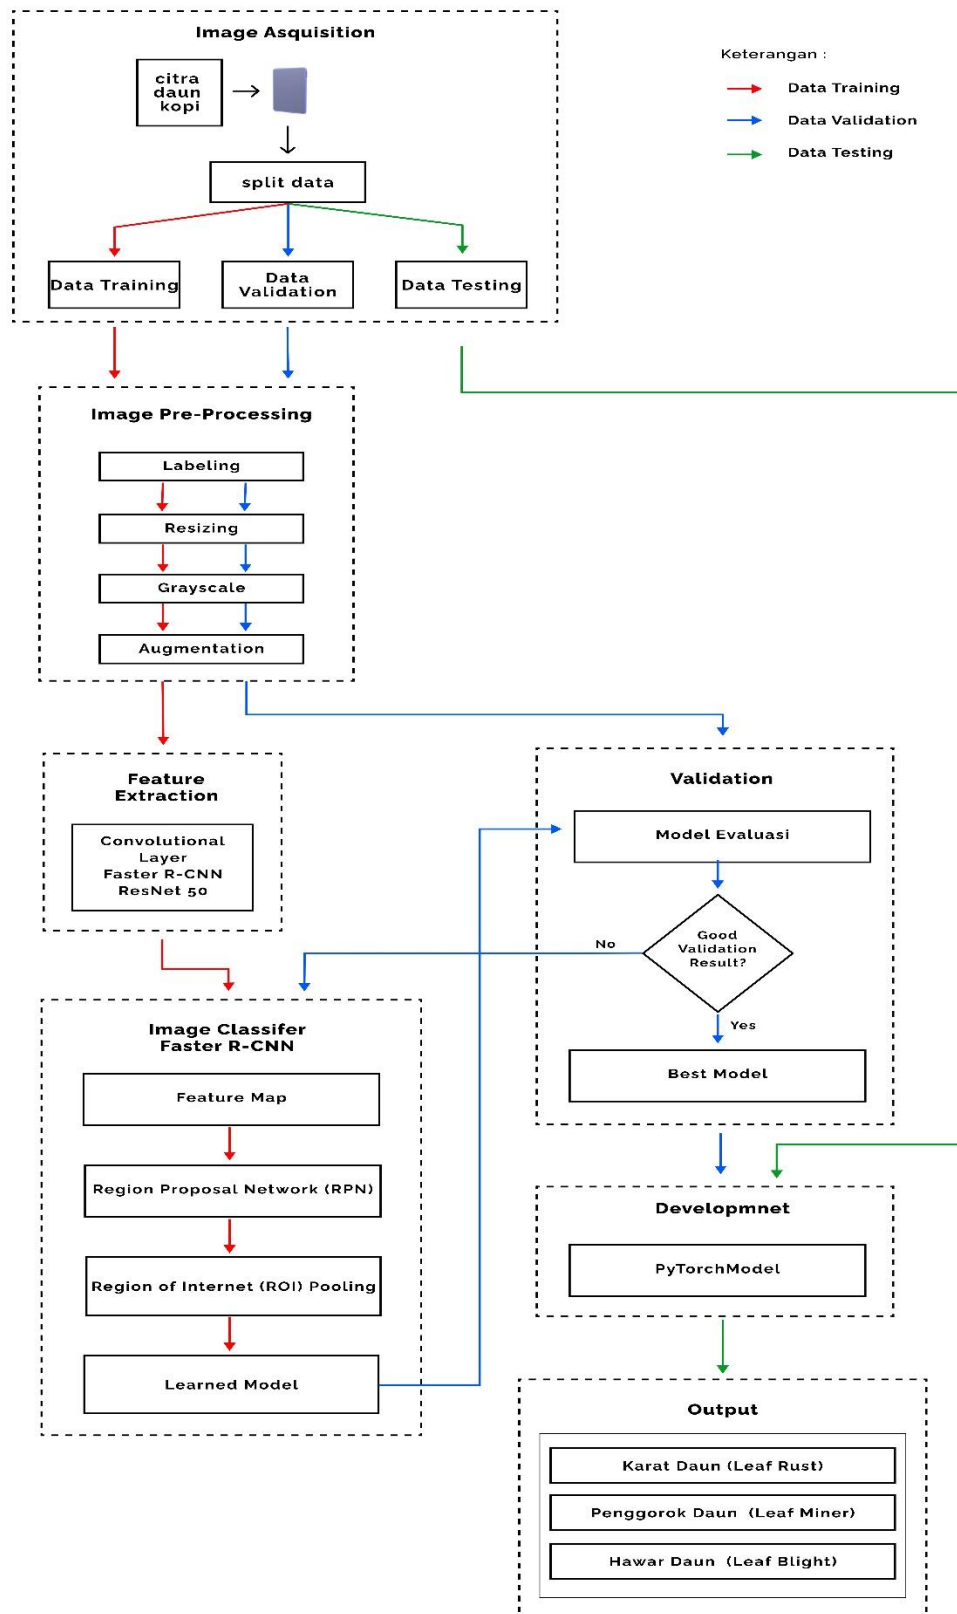 Image Asquisition
citra
daun
kopi
split data
Data Training
Data
Validation
Data Testing
Keterangan :
Data Training
Data Validation
Data Testing
Image Pre-Processing
Labeling
Resizing
Grayscale
Augmentation
Feature
Extraction
Convolutional
Layer
Faster R-CNN
ResNet 50
Image Classifer
Faster R-CNN
Feature Map
Region Proposal Network (RPN)
Region of Internet (ROI) Pooling
Learned Model
Validation
Model Evaluasi
Good
Validation
Result?
No
Yes
Best Model
Developmnet
PyTorchModel
Output
Karat Daun (Leaf Rust)
Penggorok Daun (Leaf Miner)
Hawar Daun (Leaf Blight)